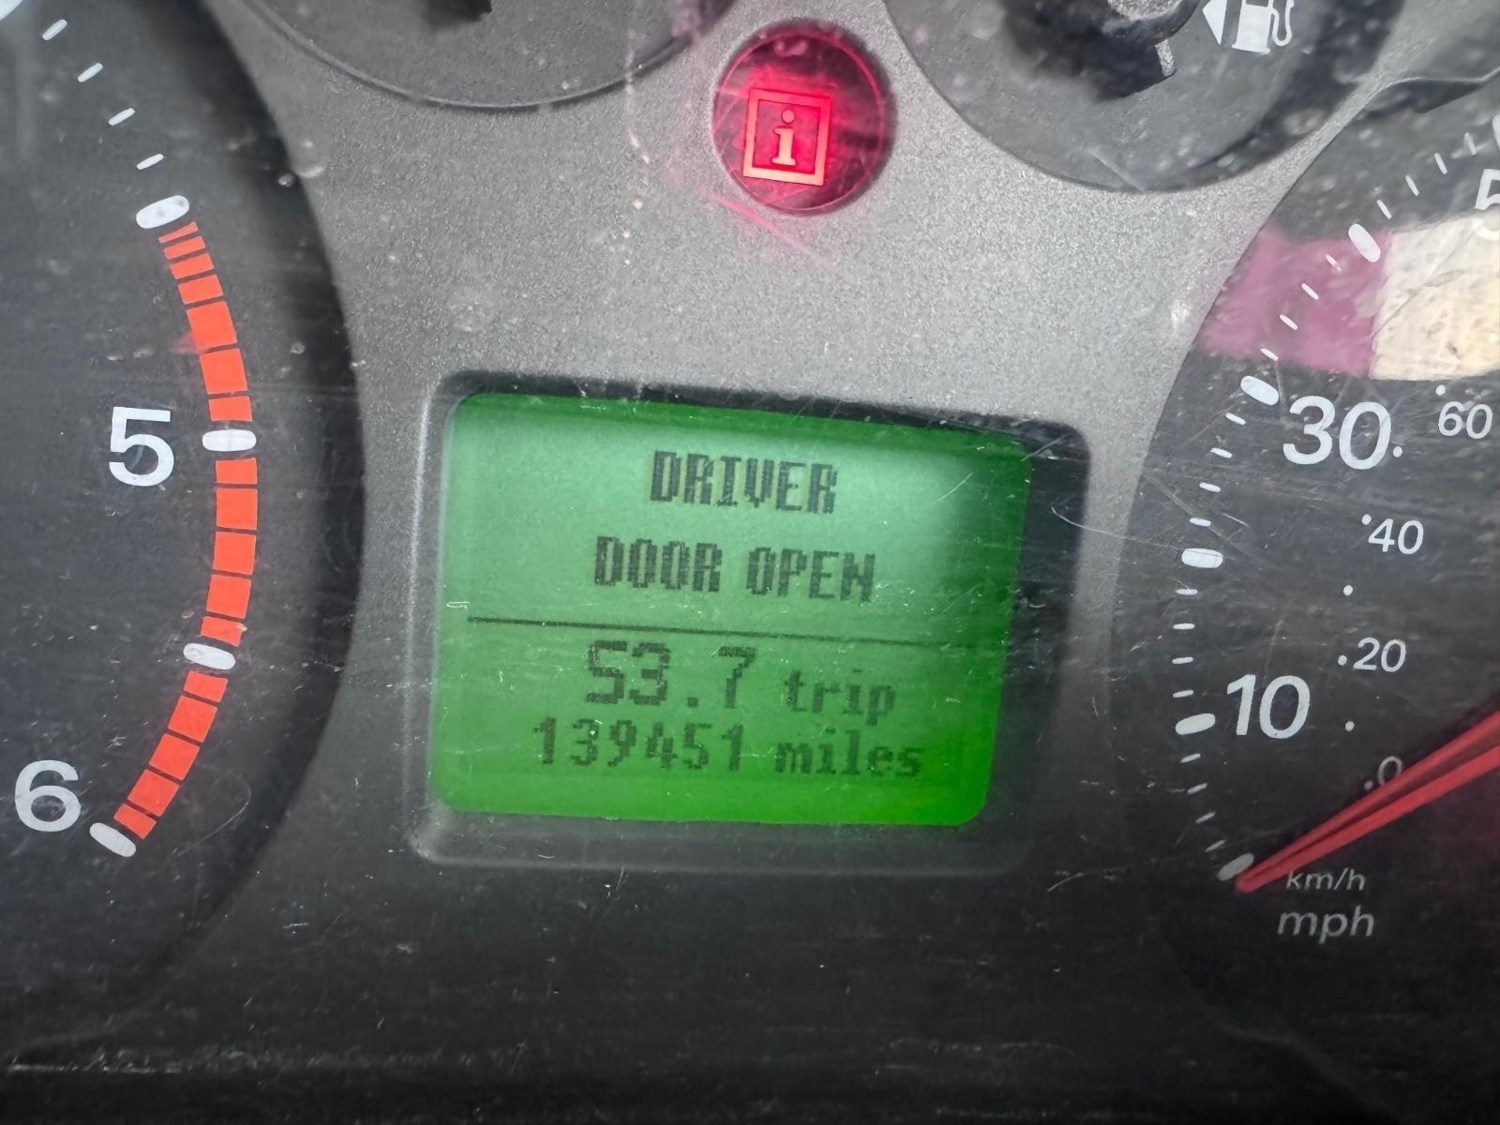 i
DRIVER
DOOR OPEN
53.7 trip
139451 miles
5
6
30
60
40
20
10
0
km/h
mph